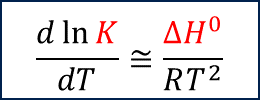 d ln K / dT ≅ ΔH⁰ / RT²